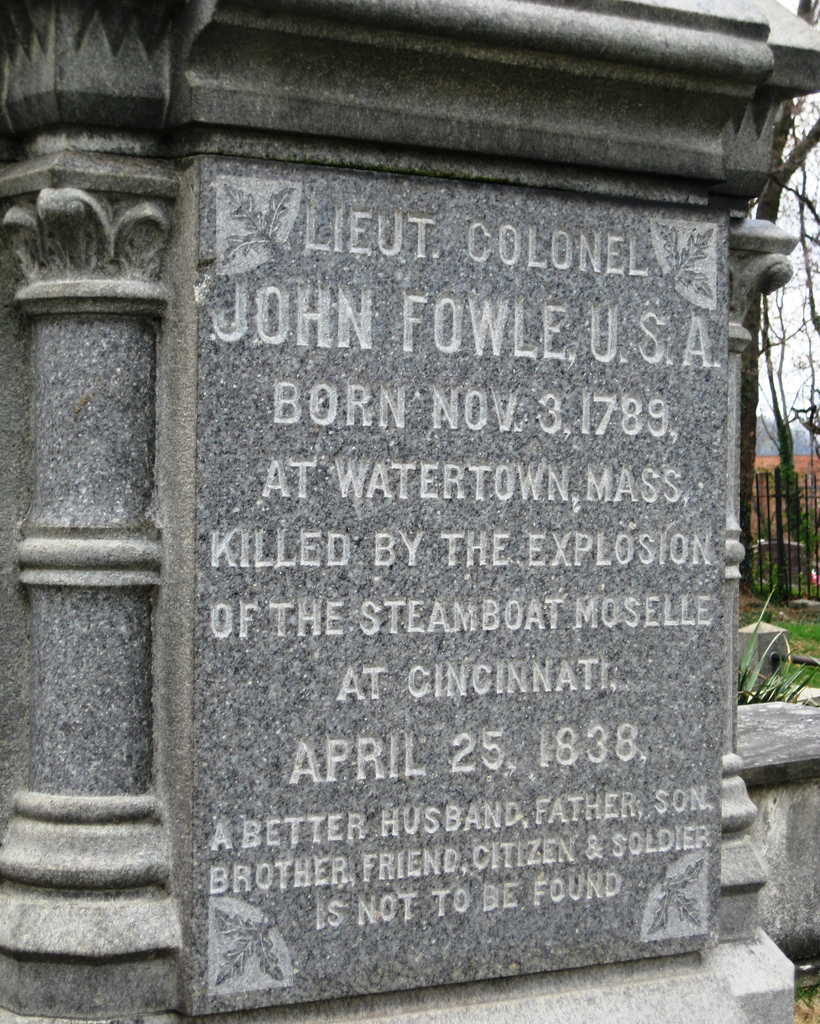 LIEUT. COLONEL
JOHN FOWLE, U.S.A.
BORN NOV. 3, 1789,
AT WATERTOWN, MASS.
KILLED BY THE EXPLOSION
OF THE STEAMBOAT MOSELLE
AT CINCINNATI,
APRIL 25, 1838,
A BETTER HUSBAND, FATHER, SON,
BROTHER, FRIEND, CITIZEN & SOLDIER
IS NOT TO BE FOUND